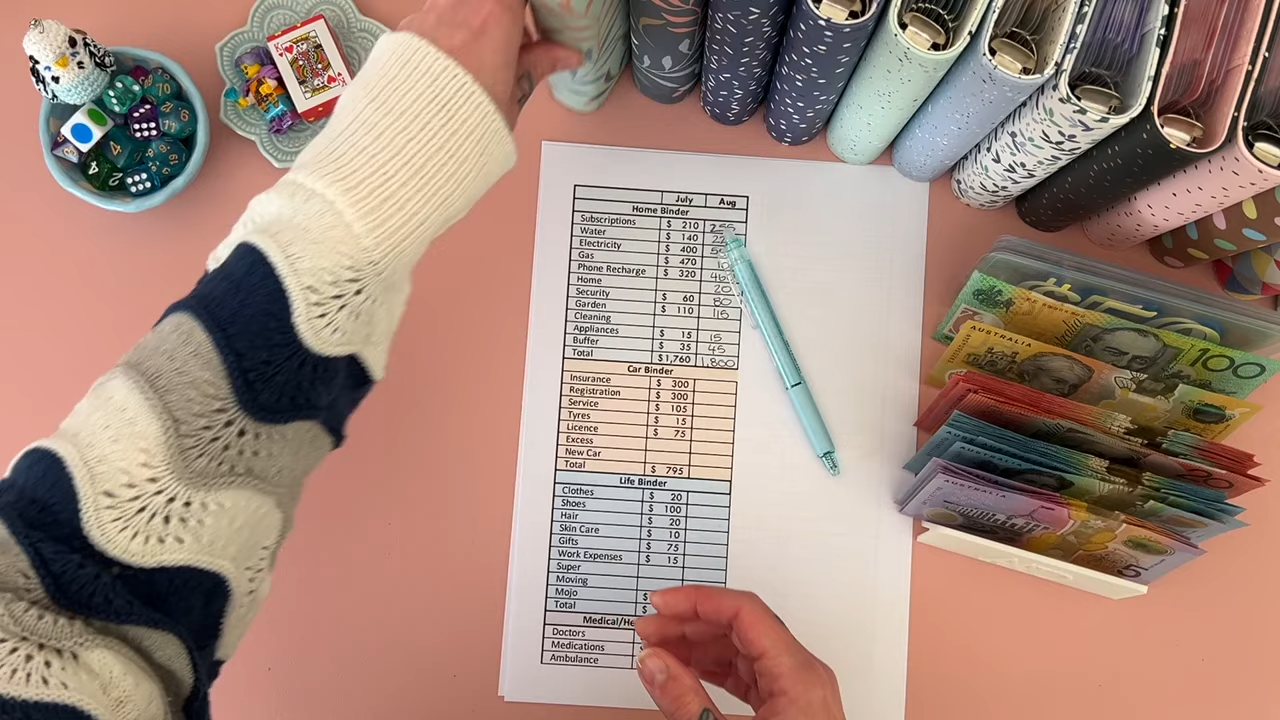 July Aug
Home Binder
Subscriptions $ 210
Water $ 140
Electricity $ 400
Gas $ 470
Phone Recharge $ 320
Home 20
Security $ 60 80
Garden $ 110 115
Cleaning
Appliances $ 15 15
Buffer $ 35 45
Total $1,760 1,800
Car Binder
Insurance $ 300
Registration $ 300
Service $ 105
Tyres $ 15
Licence $ 75
Excess
New Car
Total $ 795
Life Binder
Clothes $ 20
Shoes $ 100
Hair $ 20
Skin Care $ 10
Gifts $ 75
Work Expenses $ 15
Super
Moving
Mojo $
Total $
Medical/He
Doctors
Medications
Ambulance
100
AUSTRALIA
20
AUSTRALIA
5